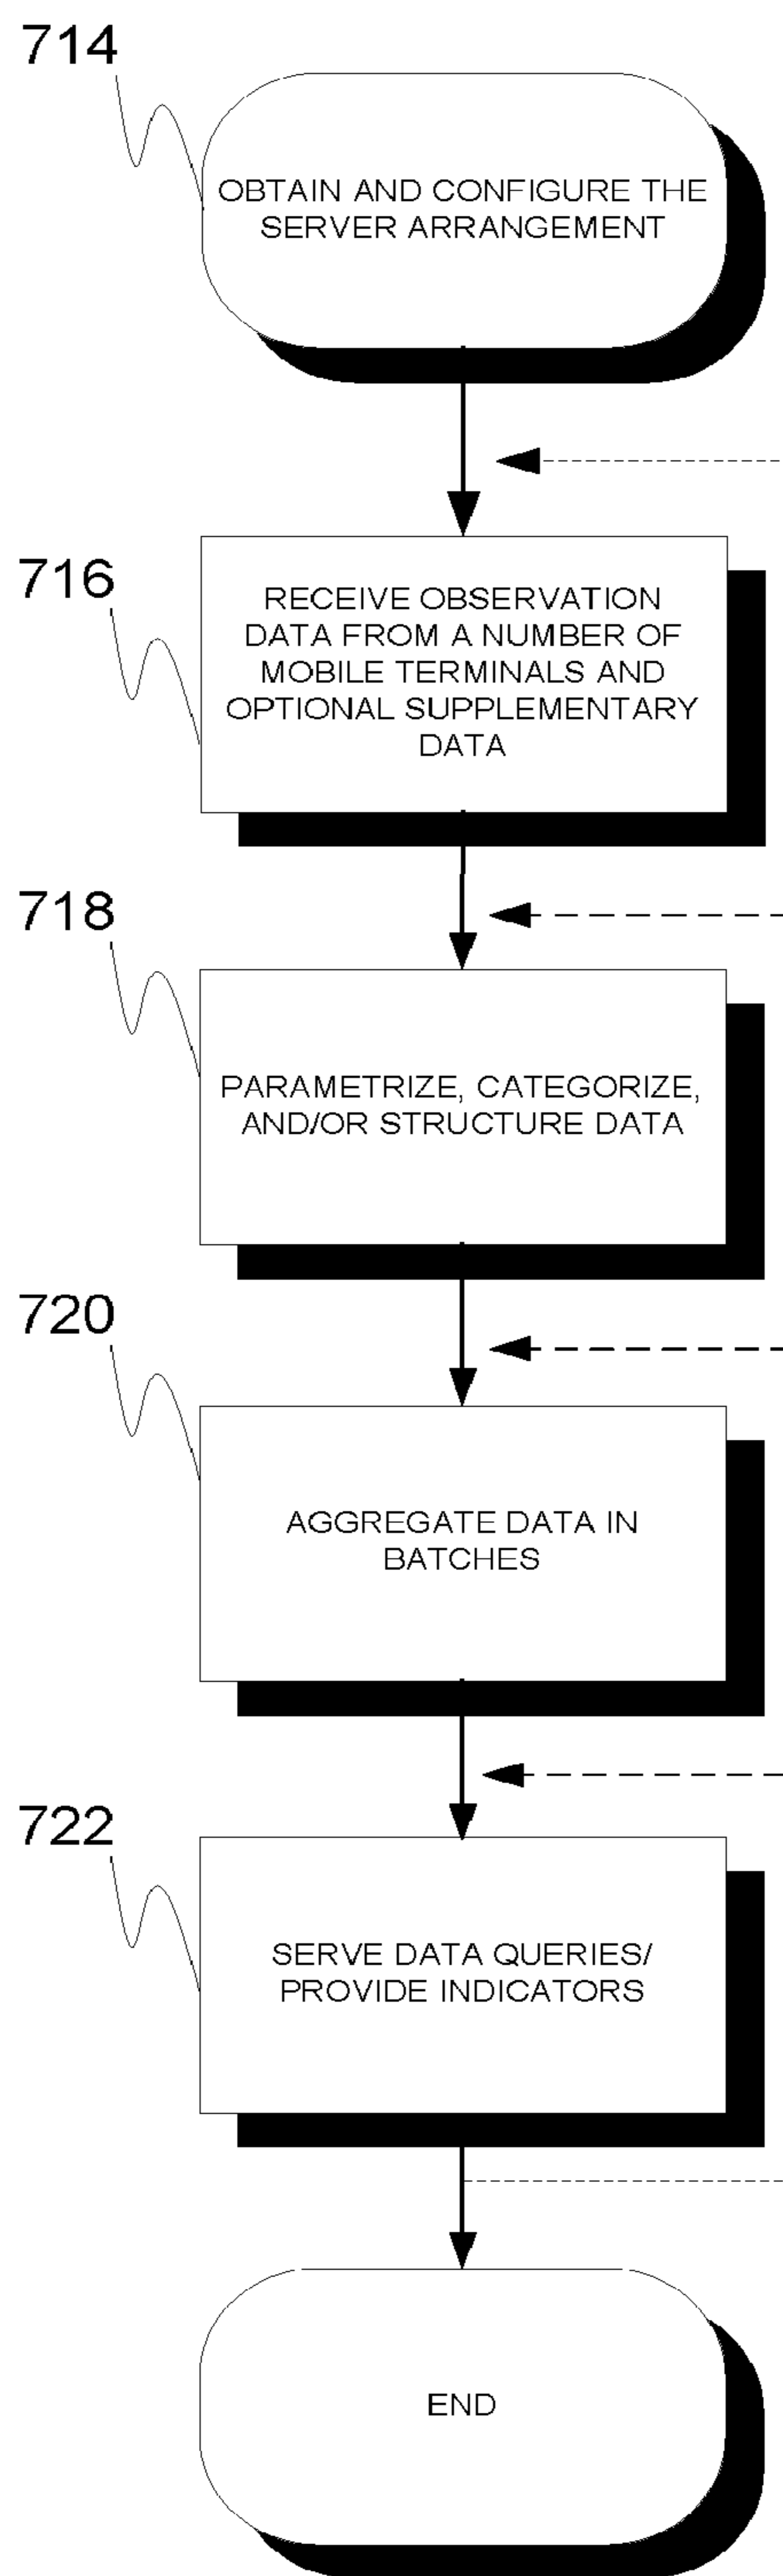 714
OBTAIN AND CONFIGURE THE
SERVER ARRANGEMENT
716
RECEIVE OBSERVATION
DATA FROM A NUMBER OF
MOBILE TERMINALS AND
OPTIONAL SUPPLEMENTARY
DATA
718
PARAMETRIZE, CATEGORIZE,
AND/OR STRUCTURE DATA
720
AGGREGATE DATA IN
BATCHES
722
SERVE DATA QUERIES/
PROVIDE INDICATORS
END